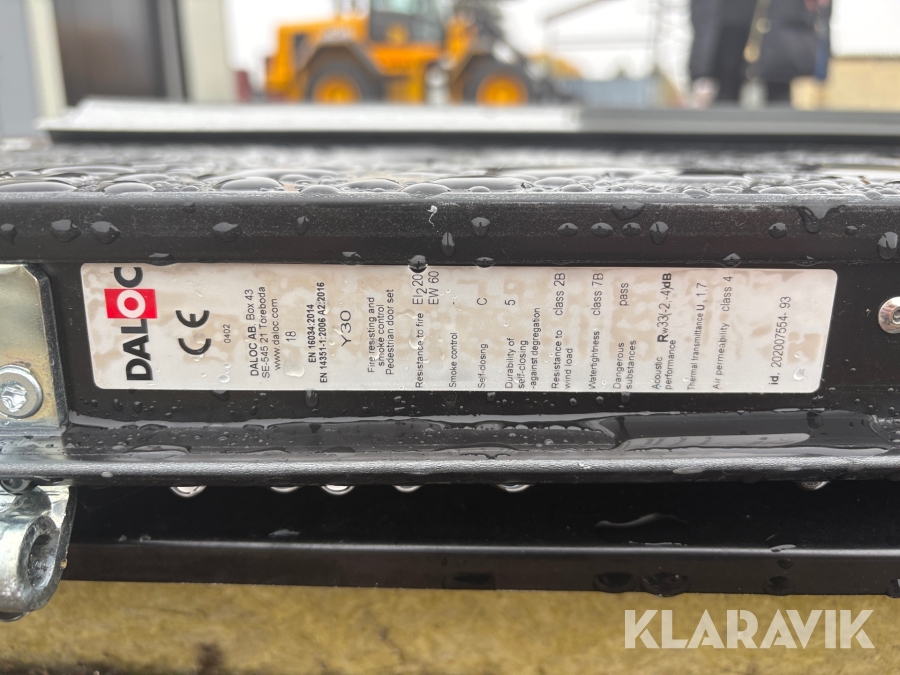 DALOC
CE
0402
DALOC AB, Box 43
SE-545 21 Toreboda
www.daloc.com
18
EN 16034:2014
EN 14351-1:2006 A2:2016
Y30
Fire resisting and
smoke control
Pedestrian door set
Resistance to fire EI₂20
EW 60
Smoke control -
Self-closing C
Durability of 5
self-closing
-against degregation
Resistance to class 2B
wind load
Watertightness class 7B
Dangerous pass
substances
Acoustic Rw33(-2,-4)dB
performance
Thermal transmittance U, 1.7
Air permeability class 4
id. 202007554- 93
KLARAVIK